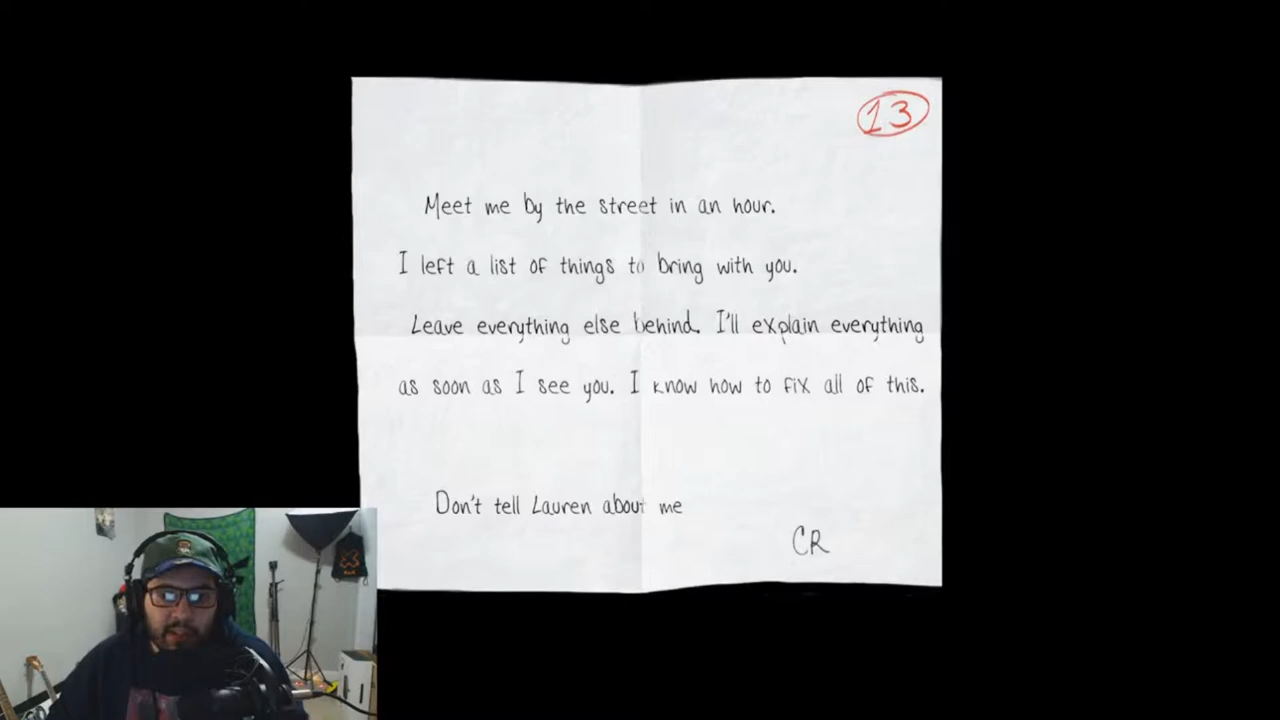 13
Meet me by the street in an hour.
I left a list of things to bring with you.
Leave everything else behind. I'll explain everything
as soon as I see you. I know how to fix all of this.
Don't tell Lauren about me
CR